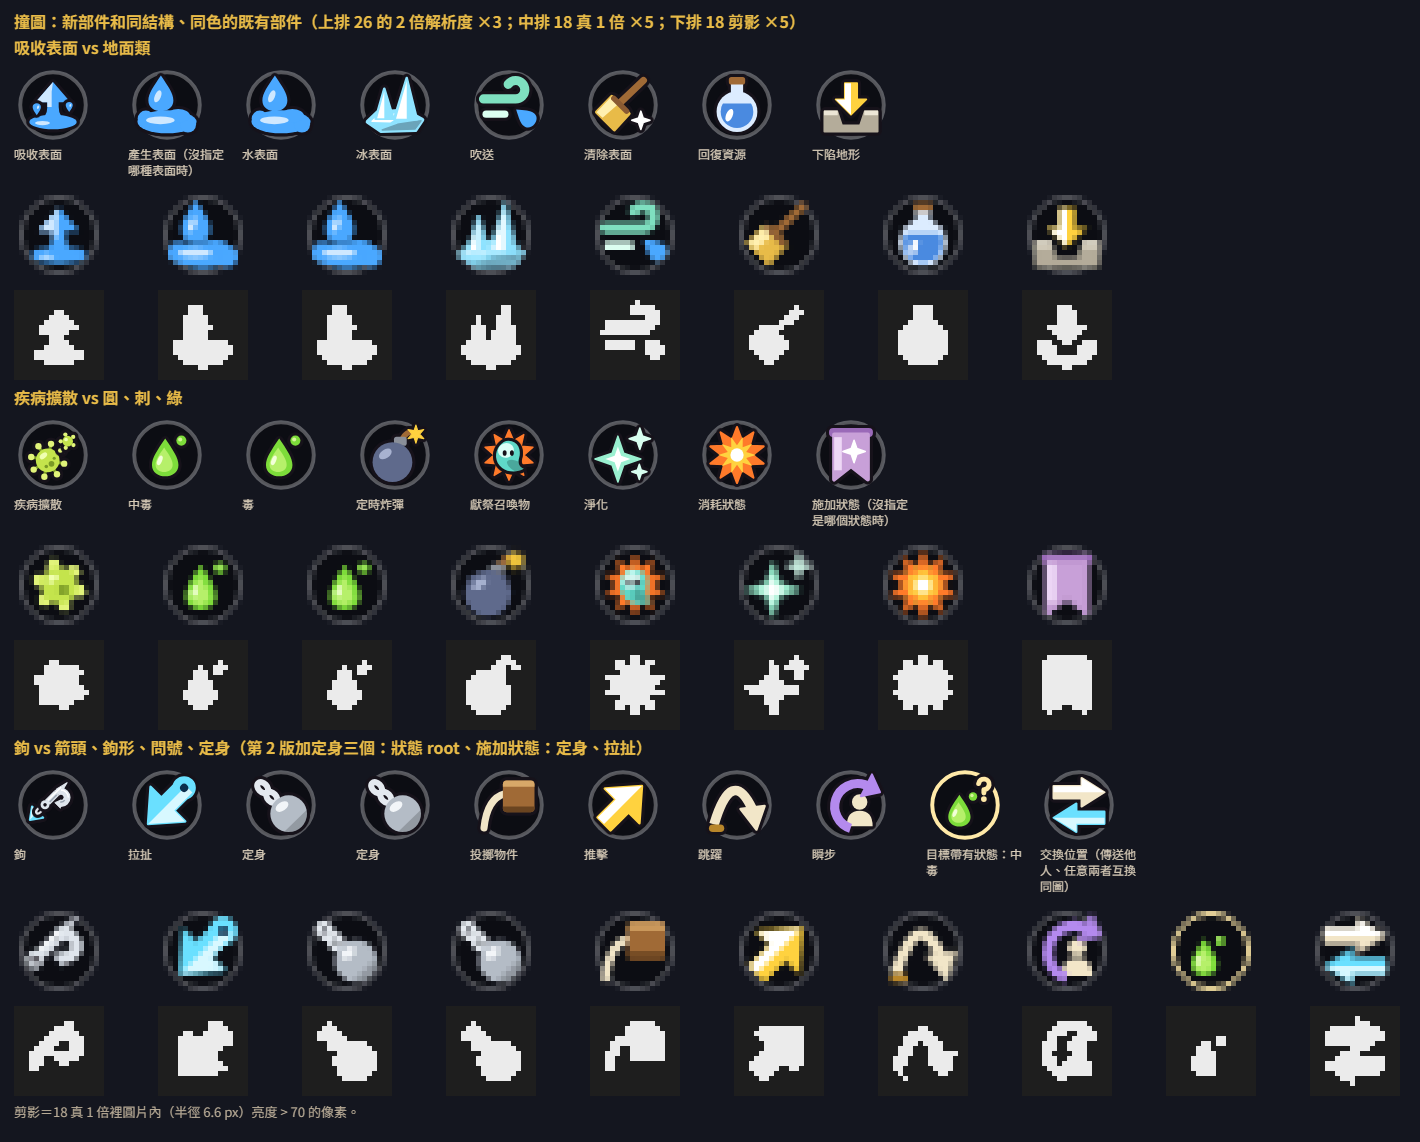 撞圖：新部件和同結構、同色的既有部件（上排 26 的 2 倍解析度 ×3；中排 18 真 1 倍 ×5；下排 18 剪影 ×5）
吸收表面 vs 地面類
吸收表面
產生表面（沒指定
哪種表面時）
水表面
冰表面
吹送
清除表面
回復資源
下陷地形
疾病擴散 vs 圓、刺、綠
疾病擴散
中毒
毒
定時炸彈
獻祭召喚物
淨化
消耗狀態
施加狀態（沒指定
是哪個狀態時）
鉤 vs 箭頭、鉤形、問號、定身（第 2 版加定身三個：狀態 root、施加狀態：定身、拉扯）
?
鉤
拉扯
定身
定身
投擲物件
推擊
跳躍
瞬步
目標帶有狀態：中
毒
交換位置（傳送他
人、任意兩者互換
同圖）
剪影＝18 真 1 倍裡圓片內（半徑 6.6 px）亮度 > 70 的像素。